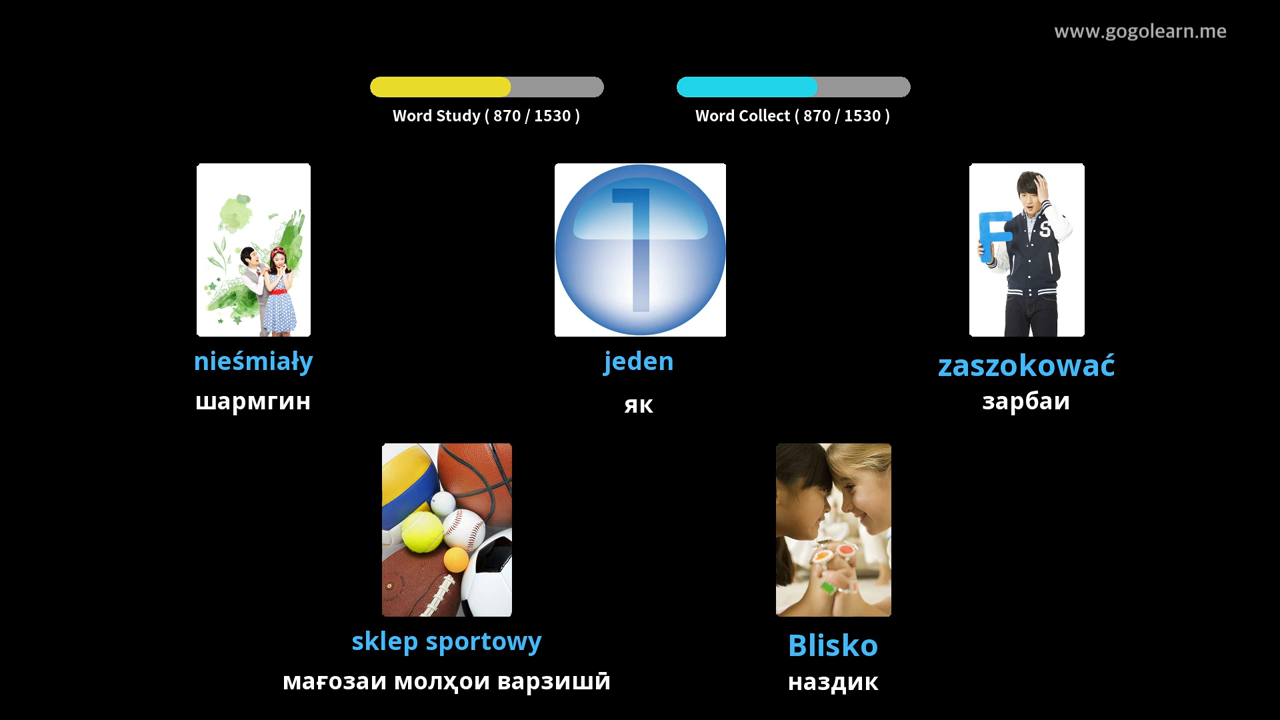 www.gogolearn.me
Word Study ( 870 / 1530 )
Word Collect ( 870 / 1530 )
1
F
S
nieśmiały
шармгин
jeden
як
zaszokować
зарбаи
sklep sportowy
мағозаи молҳои варзишӣ
Blisko
наздик